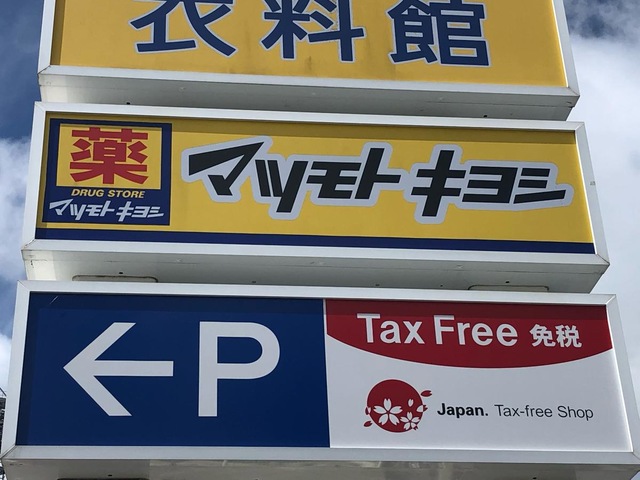 衣料館
薬
DRUG STORE
マツモトキヨシ
マツモトキヨシ
P
Tax Free 免税
Japan. Tax-free Shop